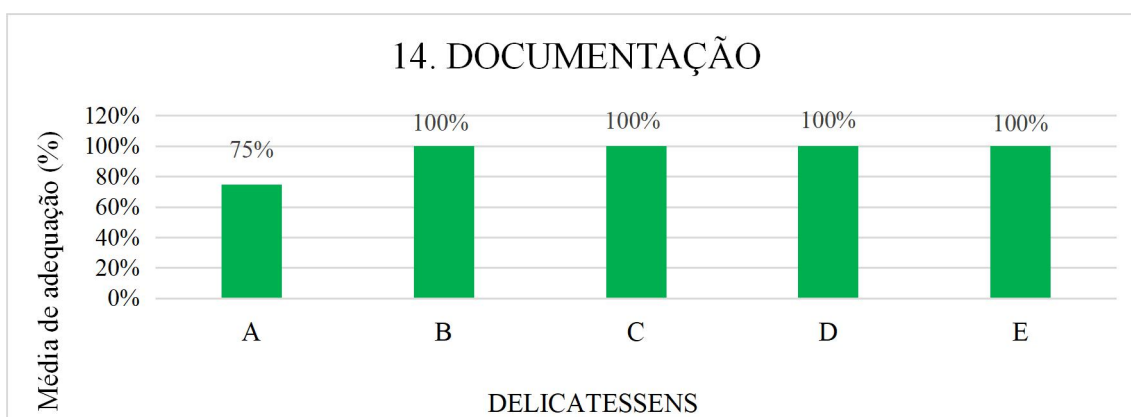 14. DOCUMENTAÇÃO
Média de adequação (%)
120%
100%
80%
60%
40%
20%
0%
75%
100%
100%
100%
100%
A
B
C
D
E
DELICATESSENS